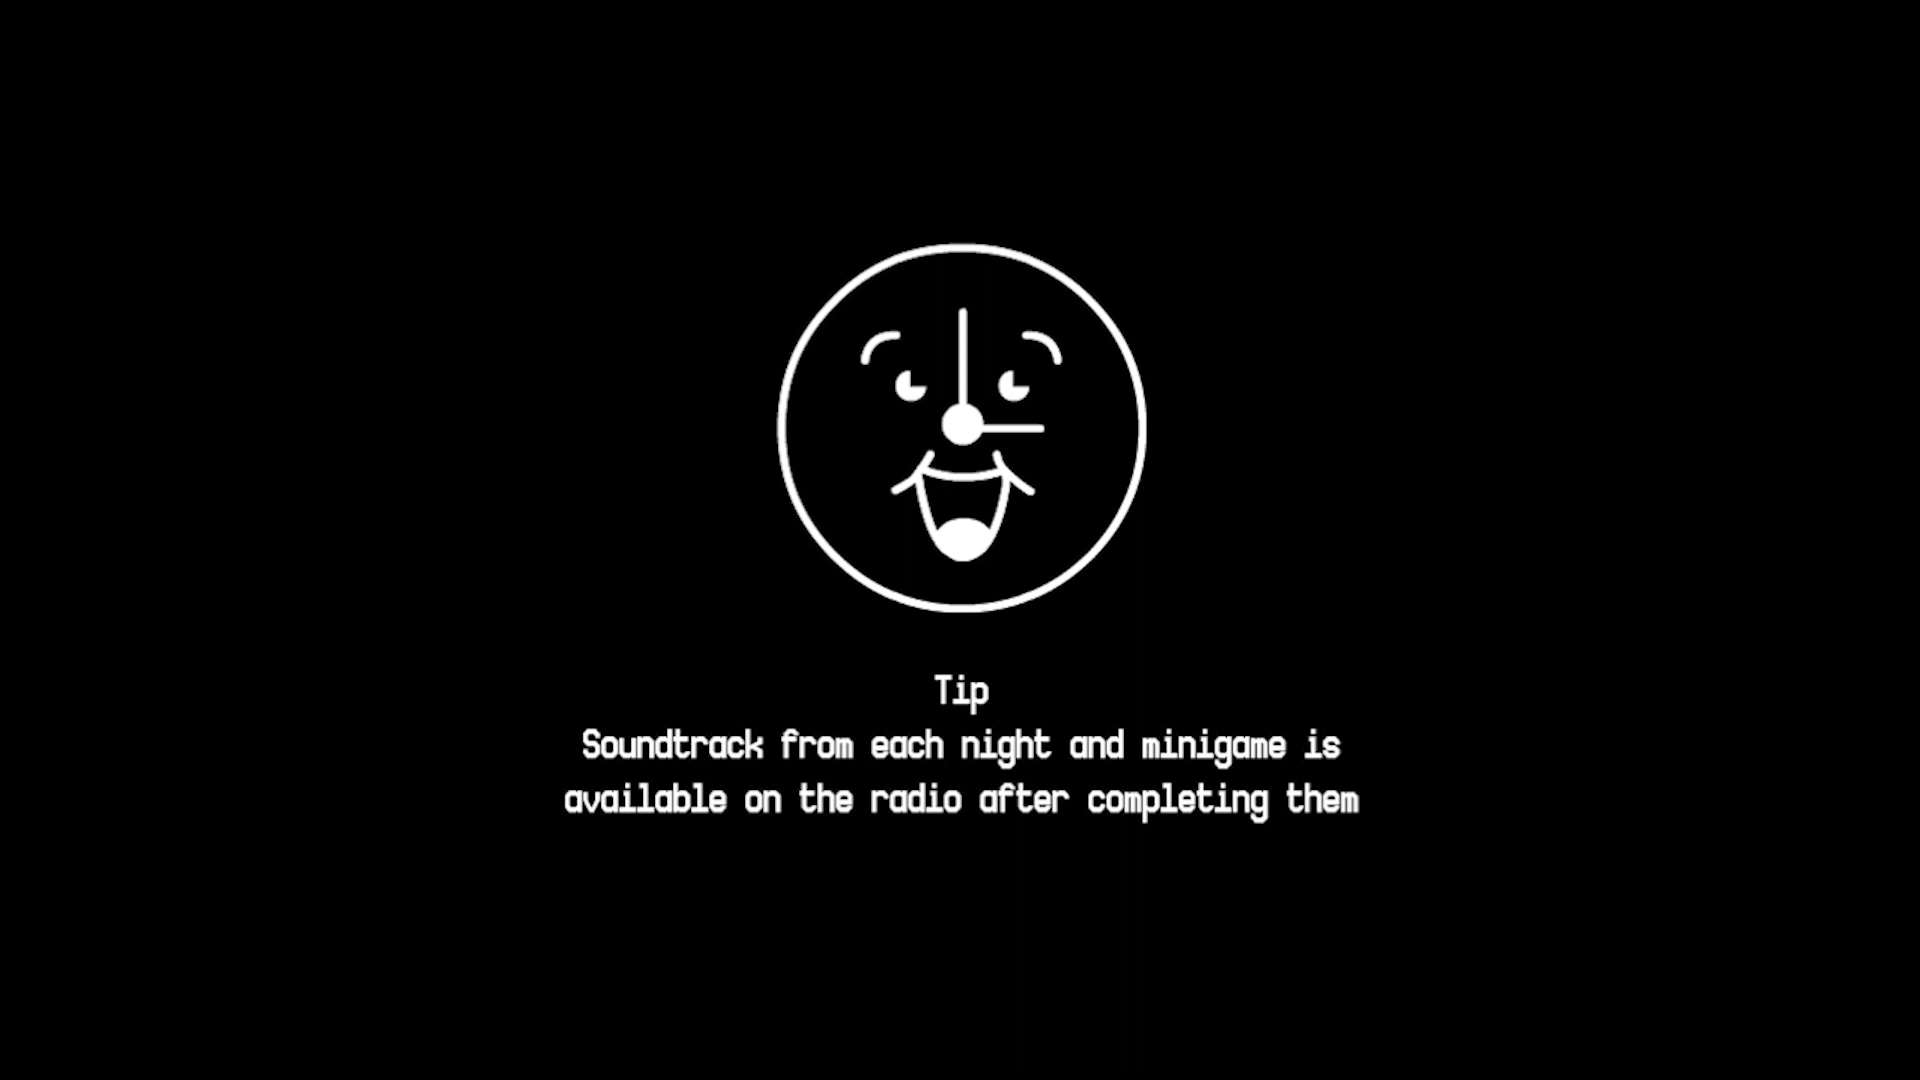 Tip
Soundtrack from each night and minigame is
available on the radio after completing them